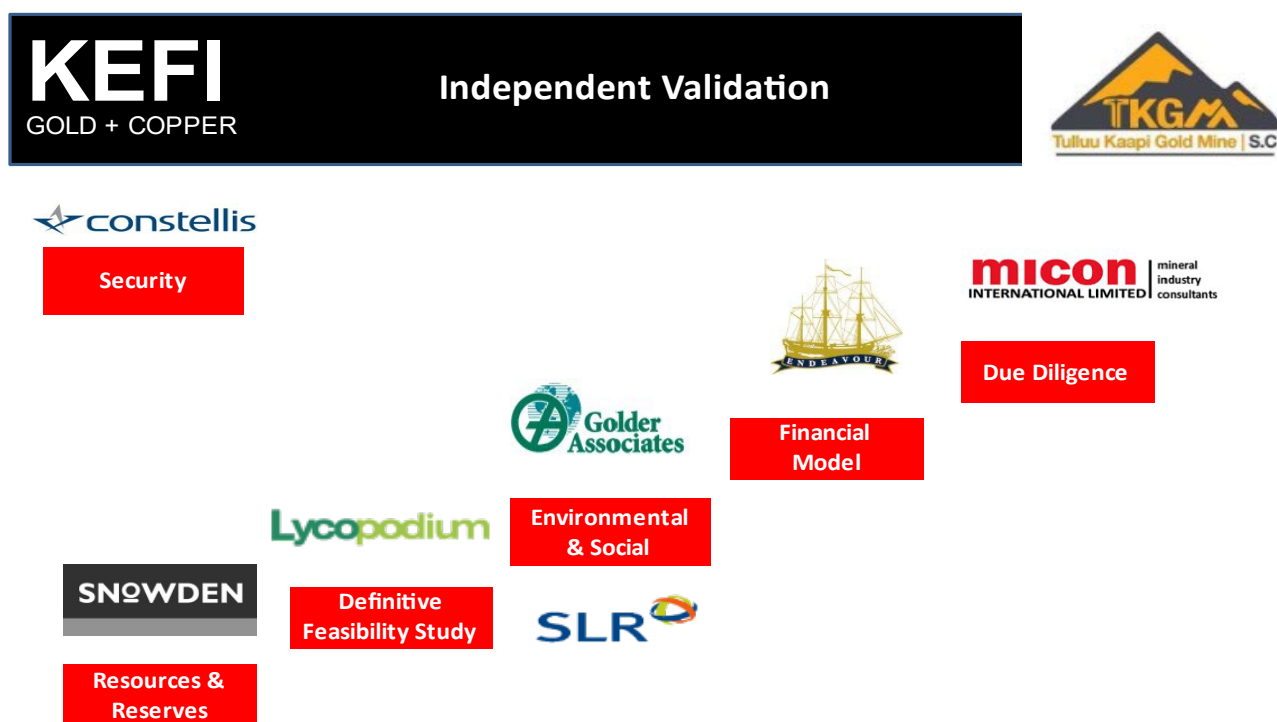 KEFI
GOLD + COPPER
Independent Validation
TKGM
Tulluu Kaapi Gold Mine | S.C
constellis
Security
micon
INTERNATIONAL LIMITED
mineral
industry
consultants
Due Diligence
ENDEAVOUR
Financial
Model
Golder
Associates
Environmental
& Social
SLR
Lycopodium
Definitive
Feasibility Study
SNOWDEN
Resources &
Reserves